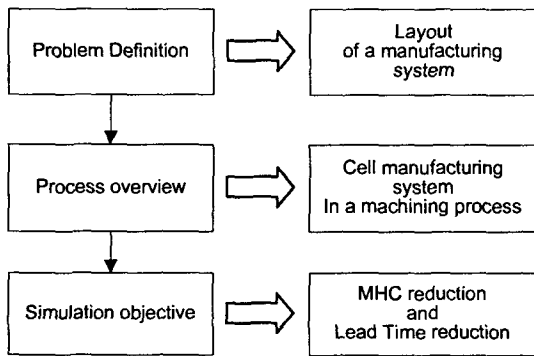 Problem Definition
Layout
of a manufacturing
system
Process overview
Cell manufacturing
system
In a machining process
Simulation objective
MHC reduction
and
Lead Time reduction